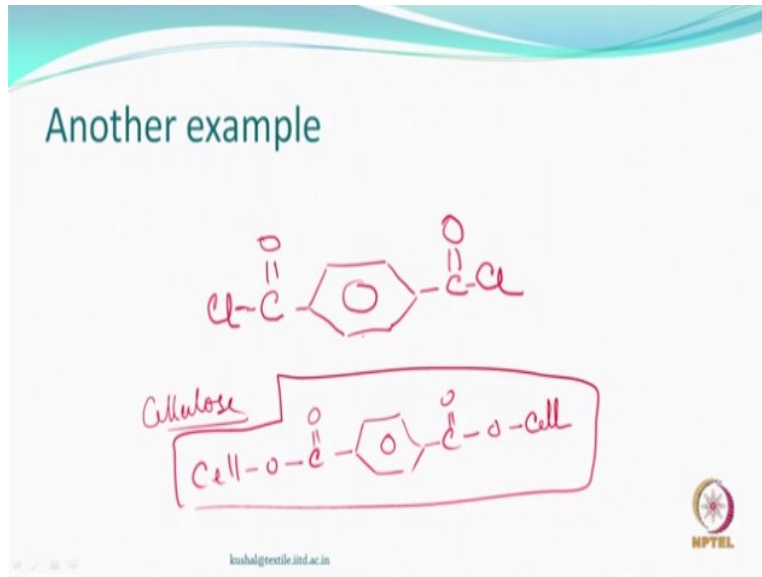 Another example
O O
|| ||
Cl-C- O -C-Cl
Cellulose
O O
|| ||
Cell-O-C- O -C-O-Cell
NPTEL
kushal@textile.iitd.ac.in